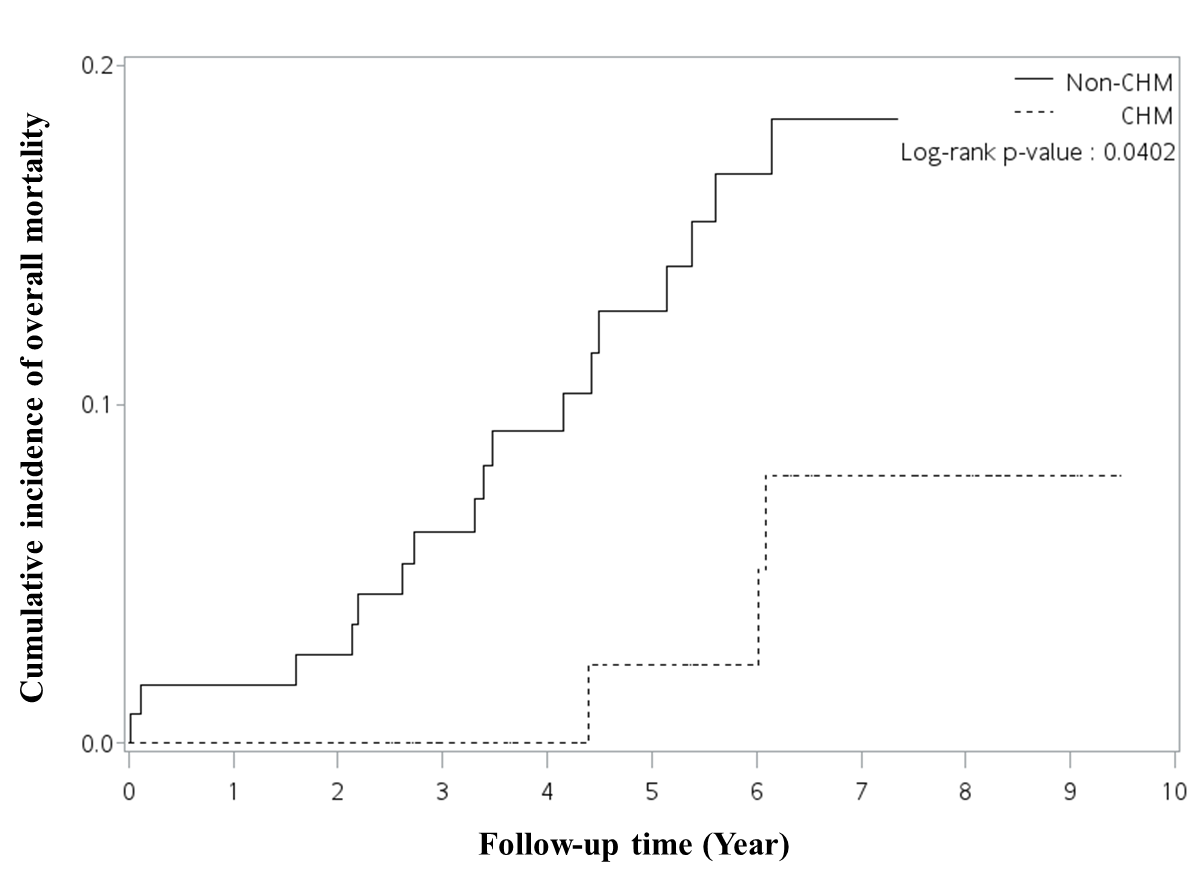 Cumulative incidence of overall mortality
0.2
0.1
0.0
Non-CHM
CHM
Log-rank p-value : 0.0402
0 1 2 3 4 5 6 7 8 9 10
Follow-up time (Year)